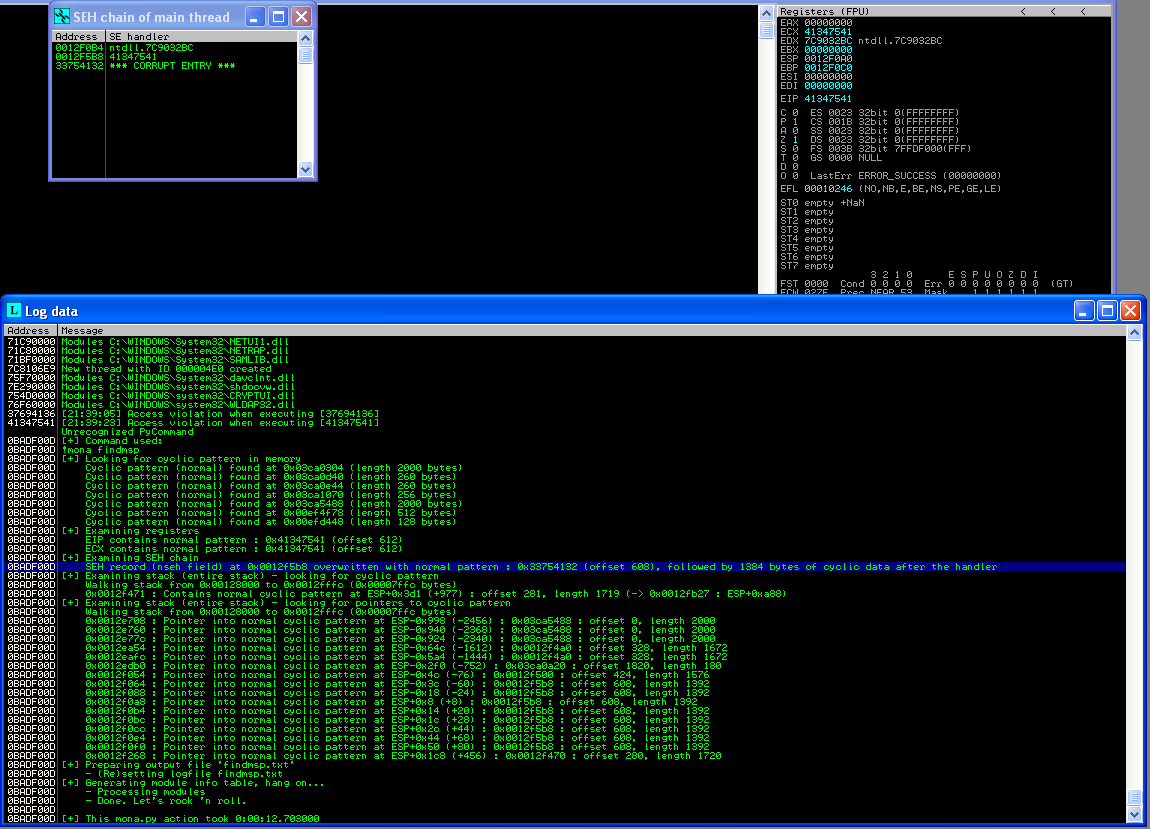 SEH chain of main thread
Address SE handler
0012F0B4 ntdll.7C9032BC
0012F5B8 41347541
33754132 *** CORRUPT ENTRY ***
Registers (FPU) < < <
EAX 00000000
ECX 41347541
EDX 7C9032BC ntdll.7C9032BC
EBX 00000000
ESP 0012F0A0
EBP 0012F0C0
ESI 00000000
EDI 00000000
EIP 41347541
C 0 ES 0023 32bit 0(FFFFFFFF)
P 1 CS 001B 32bit 0(FFFFFFFF)
A 0 SS 0023 32bit 0(FFFFFFFF)
Z 1 DS 0023 32bit 0(FFFFFFFF)
S 0 FS 003B 32bit 7FFDF000(FFF)
T 0 GS 0000 NULL
D 0
O 0 LastErr ERROR_SUCCESS (00000000)
EFL 00010246 (NO,NB,E,BE,NS,PE,GE,LE)
ST0 empty +NaN
ST1 empty
ST2 empty
ST3 empty
ST4 empty
ST5 empty
ST6 empty
ST7 empty
3 2 1 0 E S P U O Z D I
FST 0000 Cond 0 0 0 0 Err 0 0 0 0 0 0 0 0 (GT)
FCW 027F Prec NEAR,53 Mask 1 1 1 1 1 1
Log data
Address Message
71C90000 Modules C:\WINDOWS\System32\NETUI1.dll
71C80000 Modules C:\WINDOWS\System32\NETRAP.dll
71BF0000 Modules C:\WINDOWS\System32\SAMLIB.dll
7C8106E9 New thread with ID 000004E0 created
75F70000 Modules C:\WINDOWS\System32\davclnt.dll
7E290000 Modules C:\WINDOWS\system32\shdocvw.dll
754D0000 Modules C:\WINDOWS\system32\CRYPTUI.dll
76F60000 Modules C:\WINDOWS\system32\WLDAP32.dll
37694136 [21:39:05] Access violation when executing [37694136]
41347541 [21:39:23] Access violation when executing [41347541]
Unrecognized PyCommand
0BADF00D [+] Command used:
0BADF00D !mona findmsp
0BADF00D [+] Looking for cyclic pattern in memory
0BADF00D Cyclic pattern (normal) found at 0x03ca0304 (length 2000 bytes)
0BADF00D Cyclic pattern (normal) found at 0x03ca0d40 (length 260 bytes)
0BADF00D Cyclic pattern (normal) found at 0x03ca0e44 (length 260 bytes)
0BADF00D Cyclic pattern (normal) found at 0x03ca1070 (length 256 bytes)
0BADF00D Cyclic pattern (normal) found at 0x03ca5488 (length 2000 bytes)
0BADF00D Cyclic pattern (normal) found at 0x00ef4f78 (length 512 bytes)
0BADF00D Cyclic pattern (normal) found at 0x00efd448 (length 128 bytes)
0BADF00D [+] Examining registers
0BADF00D EIP contains normal pattern : 0x41347541 (offset 612)
0BADF00D ECX contains normal pattern : 0x41347541 (offset 612)
0BADF00D [+] Examining SEH chain
0BADF00D SEH record (nseh field) at 0x0012f5b8 overwritten with normal pattern : 0x33754132 (offset 608), followed by 1384 bytes of cyclic data after the handler
0BADF00D [+] Examining stack (entire stack) - looking for cyclic pattern
0BADF00D Walking stack from 0x00128000 to 0x0012fffc (0x00007ffc bytes)
0BADF00D 0x0012f471 : Contains normal cyclic pattern at ESP+0x3d1 (+977) : offset 281, length 1719 (-> 0x0012fb27 : ESP+0xa88)
0BADF00D [+] Examining stack (entire stack) - looking for pointers to cyclic pattern
0BADF00D Walking stack from 0x00128000 to 0x0012fffc (0x00007ffc bytes)
0BADF00D 0x0012e708 : Pointer into normal cyclic pattern at ESP-0x998 (-2456) : 0x03ca5488 : offset 0, length 2000
0BADF00D 0x0012e760 : Pointer into normal cyclic pattern at ESP-0x940 (-2368) : 0x03ca5488 : offset 0, length 2000
0BADF00D 0x0012e77c : Pointer into normal cyclic pattern at ESP-0x924 (-2340) : 0x03ca5488 : offset 0, length 2000
0BADF00D 0x0012ea54 : Pointer into normal cyclic pattern at ESP-0x64c (-1612) : 0x0012f4a0 : offset 328, length 1672
0BADF00D 0x0012eafc : Pointer into normal cyclic pattern at ESP-0x5a4 (-1444) : 0x0012f4a0 : offset 328, length 1672
0BADF00D 0x0012edb0 : Pointer into normal cyclic pattern at ESP-0x2f0 (-752) : 0x03ca0a20 : offset 1820, length 180
0BADF00D 0x0012f054 : Pointer into normal cyclic pattern at ESP-0x4c (-76) : 0x0012f500 : offset 424, length 1576
0BADF00D 0x0012f064 : Pointer into normal cyclic pattern at ESP-0x3c (-60) : 0x0012f5b8 : offset 608, length 1392
0BADF00D 0x0012f088 : Pointer into normal cyclic pattern at ESP-0x18 (-24) : 0x0012f5b8 : offset 608, length 1392
0BADF00D 0x0012f0a8 : Pointer into normal cyclic pattern at ESP+0x8 (+8) : 0x0012f5b8 : offset 608, length 1392
0BADF00D 0x0012f0b4 : Pointer into normal cyclic pattern at ESP+0x14 (+20) : 0x0012f5b8 : offset 608, length 1392
0BADF00D 0x0012f0bc : Pointer into normal cyclic pattern at ESP+0x1c (+28) : 0x0012f5b8 : offset 608, length 1392
0BADF00D 0x0012f0cc : Pointer into normal cyclic pattern at ESP+0x2c (+44) : 0x0012f5b8 : offset 608, length 1392
0BADF00D 0x0012f0e4 : Pointer into normal cyclic pattern at ESP+0x44 (+68) : 0x0012f5b8 : offset 608, length 1392
0BADF00D 0x0012f0f0 : Pointer into normal cyclic pattern at ESP+0x50 (+80) : 0x0012f5b8 : offset 608, length 1392
0BADF00D 0x0012f268 : Pointer into normal cyclic pattern at ESP+0x1c8 (+456) : 0x0012f470 : offset 280, length 1720
0BADF00D [+] Preparing output file 'findmsp.txt'
0BADF00D - (Re)setting logfile findmsp.txt
0BADF00D [+] Generating module info table, hang on...
0BADF00D - Processing modules
0BADF00D - Done. Let's rock 'n roll.
0BADF00D
0BADF00D [+] This mona.py action took 0:00:12.703000